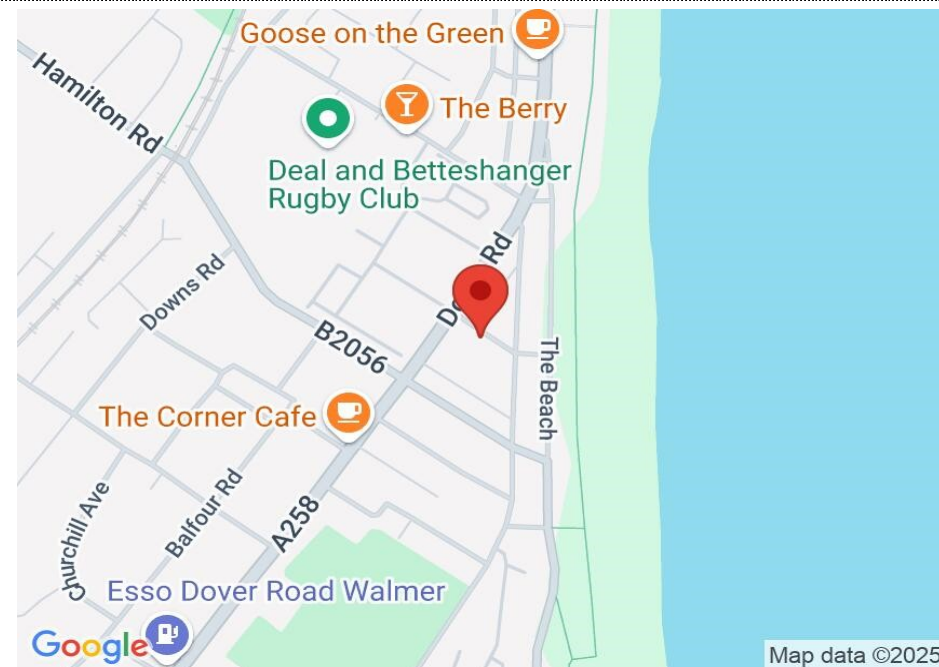 Goose on the Green
Hamilton Rd
The Berry
Deal and Betteshanger
Rugby Club
Rd
Downs Rd
B2056
The Beach
The Corner Cafe
Churchill Ave
Balfour Rd
A258
Esso Dover Road Walmer
Google
Map data ©2025